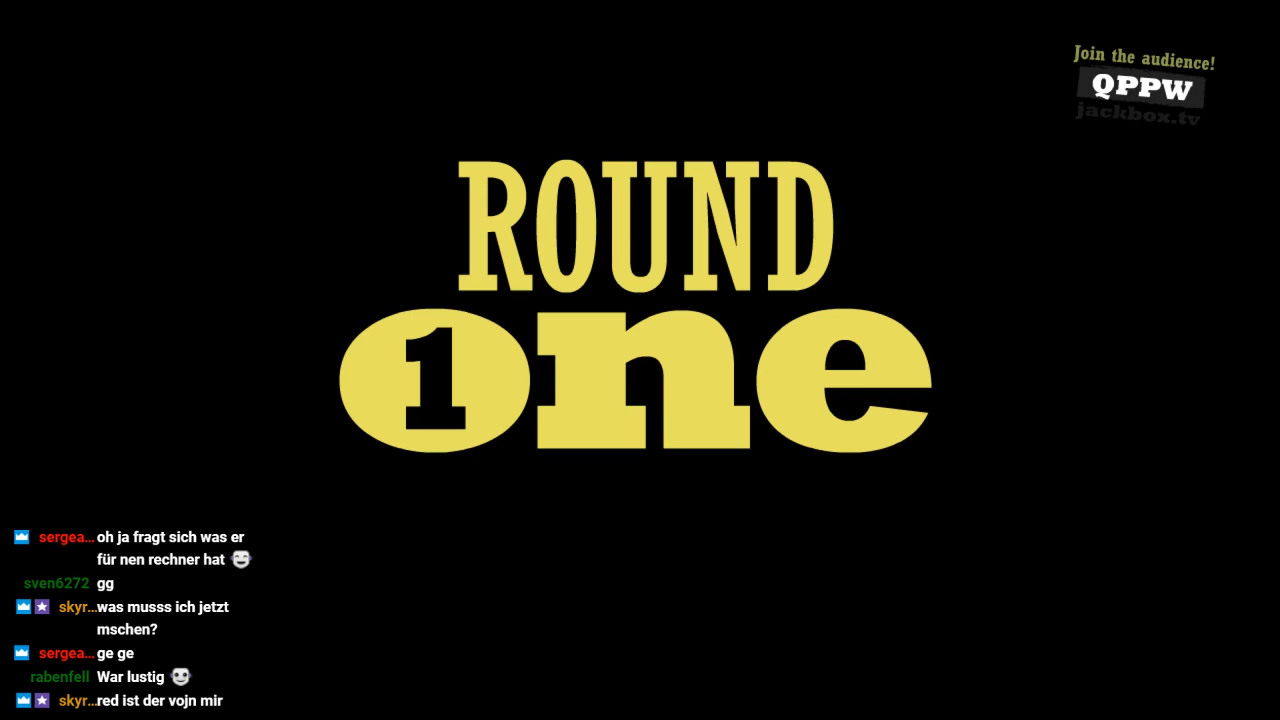 Join the audience!
QPPW
jackbox.tv
ROUND
One
1
sergea... oh ja fragt sich was er
für nen rechner hat
sven6272 gg
skyr... was musss ich jetzt
mschen?
sergea... ge ge
rabenfell War lustig
skyr... red ist der vojn mir